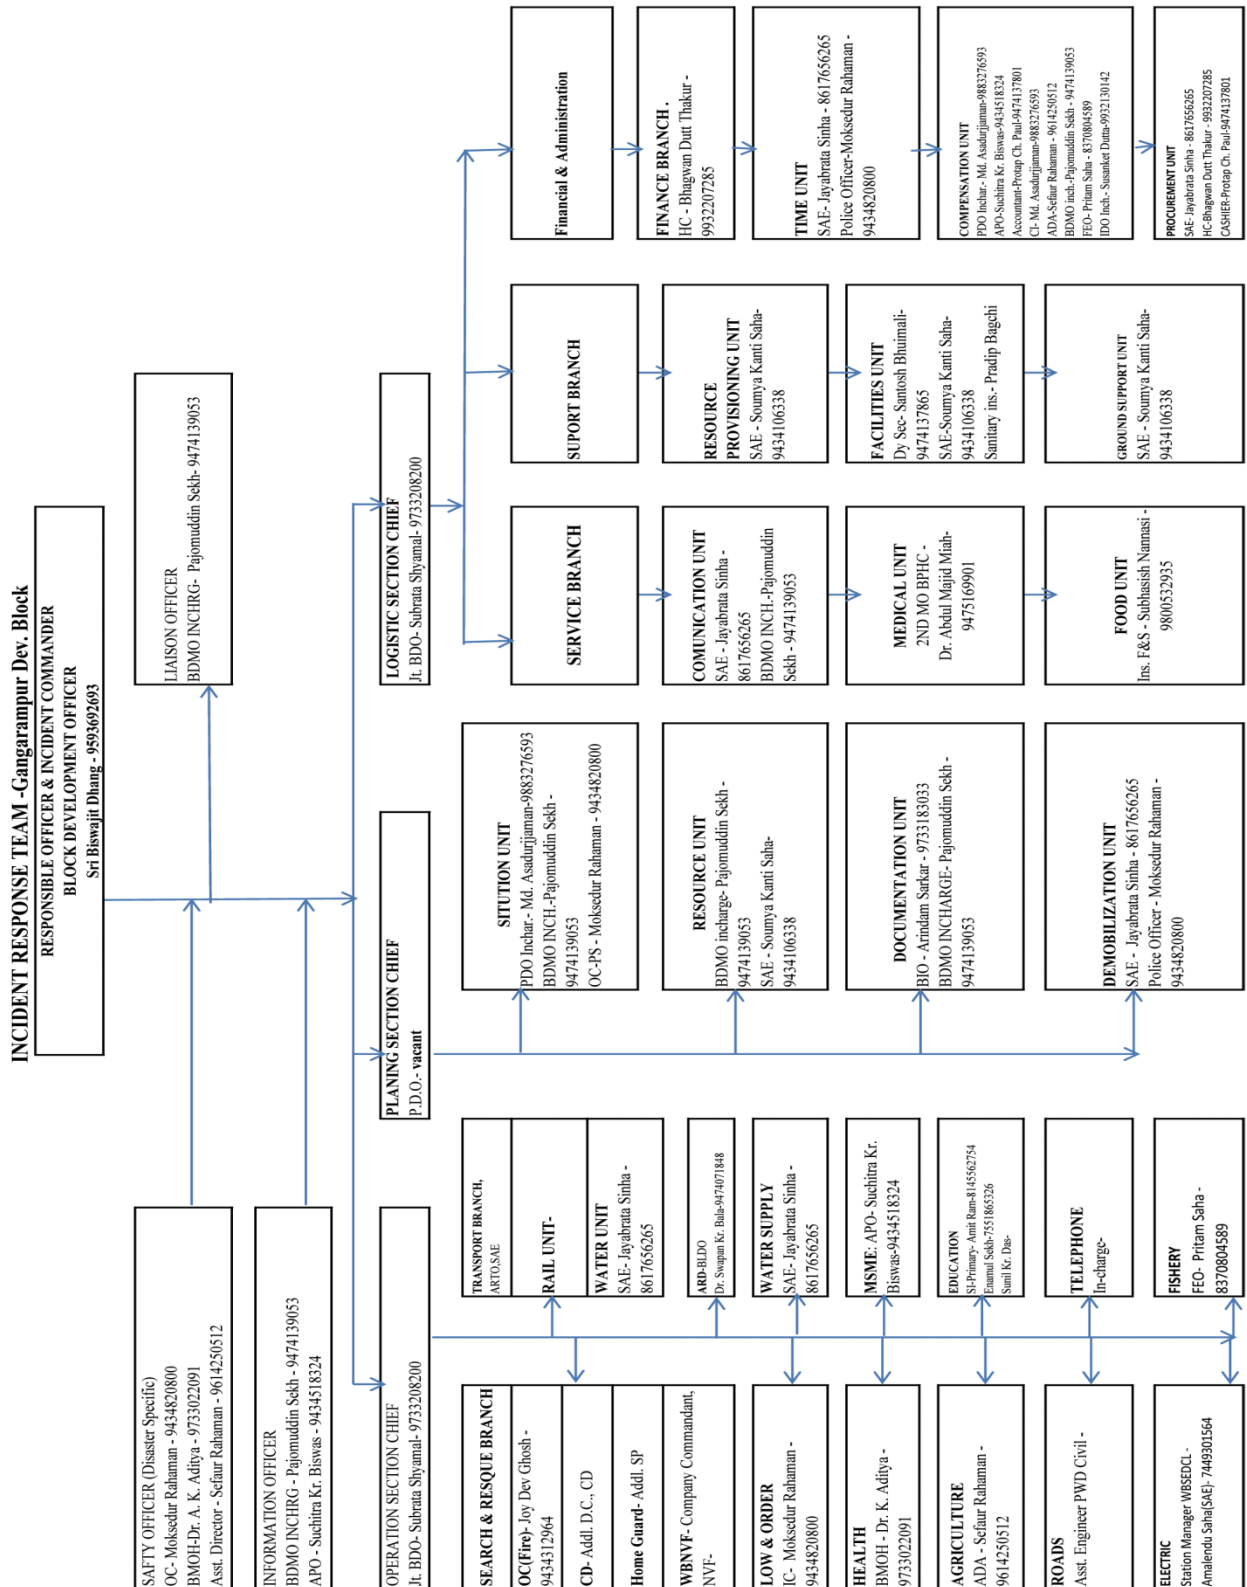 INCIDENT RESPONSE TEAM -Gangarampur Dev. Block
RESPONSIBLE OFFICER & INCIDENT COMMANDER
BLOCK DEVELOPMENT OFFICER
Sri Biswajit Dhang - 9593692693
SAFTY OFFICER (Disaster Specific)
OC- Moksedur Rahaman - 9434820800
BMOH-Dr. A. K. Aditya - 9733022091
Asst. Director - Sefaur Rahaman - 9614250512
LIAISON OFFICER
BDMO INCHRG- Pajomuddin Sekh- 9474139053
INFORMATION OFFICER
BDMO INCHRG - Pajomuddin Sekh - 9474139053
APO - Suchitra Kr. Biswas - 9434518324
OPERATION SECTION CHIEF
Jt. BDO- Subrata Shyamal- 9733208200
PLANING SECTION CHIEF
P.D.O.- vacant
LOGISTIC SECTION CHIEF
Jt. BDO- Subrata Shyamal- 9733208200
SEARCH & RESQUE BRANCH
OC(Fire)- Joy Dev Ghosh -
9434312964
CD- Addl. D.C., CD
Home Guard- Addl. SP
WBNVF- Company Commandant,
NVF-
LOW & ORDER
IC- Moksedur Rahaman -
9434820800
HEALTH
BMOH - Dr. K. Aditya -
9733022091
AGRICULTURE
ADA - Sefaur Rahaman -
9614250512
ROADS
Asst. Engineer PWD Civil -
ELECTRIC
Station Manager WBSEDCL -
Amalendu Saha(SAE)- 7449301564
TRANSPORT BRANCH,
ARTO,SAE
RAIL UNIT-
WATER UNIT
SAE- Jayabrata Sinha -
8617656265
ARD-BLDO
Dr. Swapan Kr. Bala-9474071848
WATER SUPPLY
SAE- Jayabrata Sinha -
8617656265
MSME: APO- Suchitra Kr.
Biswas-9434518324
EDUCATION
SI-Primary- Amit Ram-8145562754
Enamul Sekh-7551865326
Sunil Kr. Das-
TELEPHONE
In-charge-
FISHERY
FEO- Pritam Saha -
8370804589
SITUTION UNIT
PDO Inchar.- Md. Asadurjjaman-9883276593
BDMO INCH.-Pajomuddin Sekh -
9474139053
OC-PS - Moksedur Rahaman - 9434820800
RESOURCE UNIT
BDMO incharge- Pajomuddin Sekh -
9474139053
SAE - Soumya Kanti Saha-
9434106338
DOCUMENTATION UNIT
BIO - Arindam Sarkar - 9733183033
BDMO INCHARGE- Pajomuddin Sekh -
9474139053
DEMOBILIZATION UNIT
SAE - Jayabrata Sinha - 8617656265
Police Officer - Moksedur Rahaman -
9434820800
SERVICE BRANCH
COMUNICATION UNIT
SAE - Jayabrata Sinha -
8617656265
BDMO INCH.-Pajomuddin
Sekh - 9474139053
MEDICAL UNIT
2ND MO BPHC -
Dr. Abdul Majid Miah-
9475169901
FOOD UNIT
Ins. F&S - Subhasish Nannasi -
9800532935
SUPORT BRANCH
RESOURCE
PROVISIONING UNIT
SAE - Soumya Kanti Saha-
9434106338
FACILITIES UNIT
Dy Sec- Santosh Bhuimali-
9474137865
SAE-Soumya Kanti Saha-
9434106338
Sanitary ins.- Pradip Bagchi
GROUND SUPPORT UNIT
SAE - Soumya Kanti Saha-
9434106338
Financial & Administration
FINANCE BRANCH .
HC - Bhagwan Dutt Thakur -
9932207285
TIME UNIT
SAE- Jayabrata Sinha - 8617656265
Police Officer-Moksedur Rahaman -
9434820800
COMPENSATION UNIT
PDO Inchar.- Md. Asadurjjaman-9883276593
APO-Suchitra Kr. Biswas-9434518324
Accountant-Protap Ch. Paul-9474137801
CI- Md. Asadurjjaman-9883276593
ADA-Sefaur Rahaman - 9614250512
BDMO inch.-Pajomuddin Sekh - 9474139053
FEO- Pritam Saha - 8370804589
IDO Inch.- Susanket Dutta-9932130142
PROCUREMENT UNIT
SAE- Jayabrata Sinha - 8617656265
HC-Bhagwan Dutt Thakur - 9932207285
CASHIER-Protap Ch. Paul-9474137801